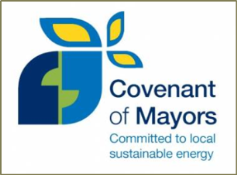 Covenant
of Mayors
Committed to local
sustainable energy